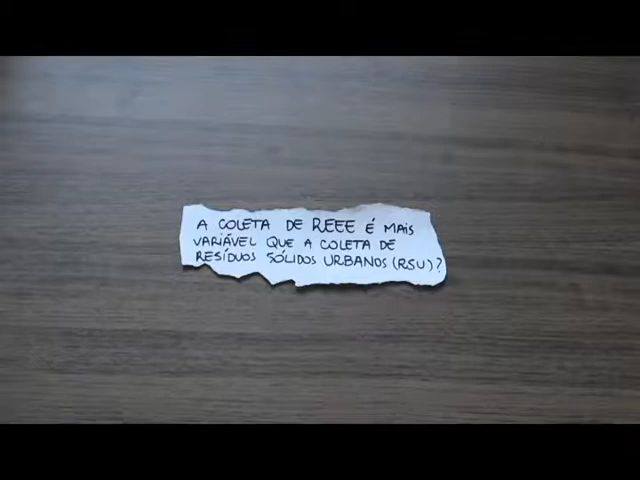 A COLETA DE REEE É MAIS
VARIÁVEL QUE A COLETA DE
RESÍDUOS SÓLIDOS URBANOS (RSU)?